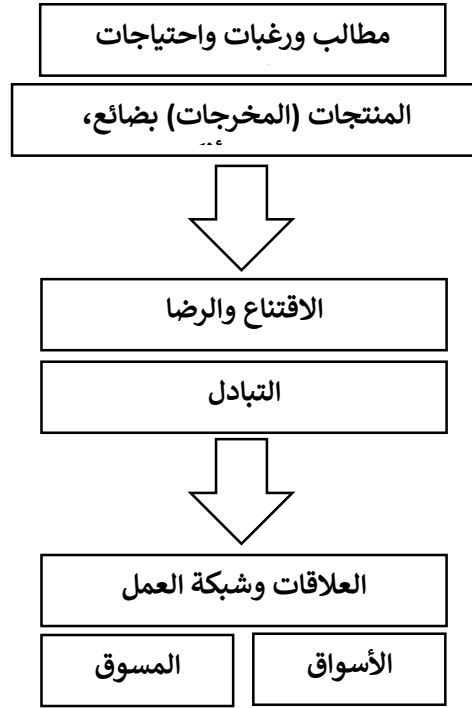 مطالب ورغبات واحتياجات
المنتجات (المخرجات) بضائع،
الاقتناع والرضا
التبادل
العلاقات وشبكة العمل
الأسواق
المسوق